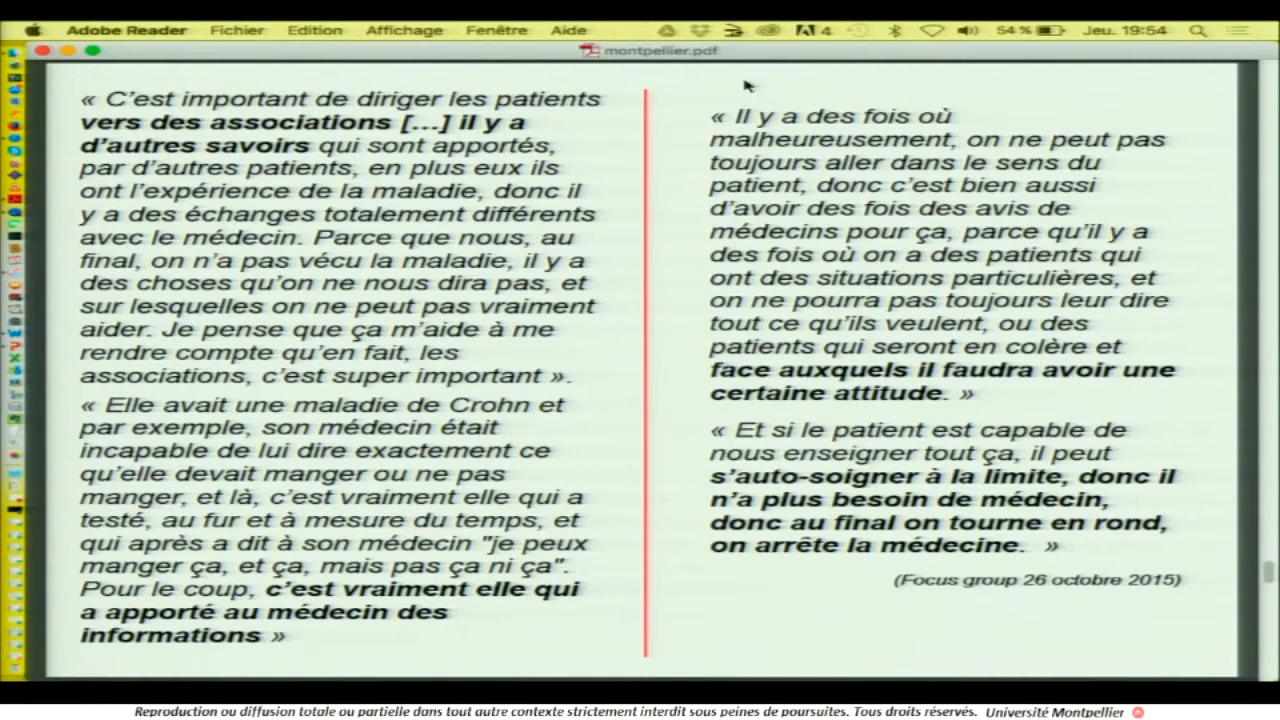 Adobe Reader Fichier Edition Affichage Fenêtre Aide 4 54 % Jeu. 19:54
montpellier.pdf
« C'est important de diriger les patients
vers des associations [...] il y a
d'autres savoirs qui sont apportés,
par d'autres patients, en plus eux ils
ont l'expérience de la maladie, donc il
y a des échanges totalement différents
avec le médecin. Parce que nous, au
final, on n'a pas vécu la maladie, il y a
des choses qu'on ne nous dira pas, et
sur lesquelles on ne peut pas vraiment
aider. Je pense que ça m'aide à me
rendre compte qu'en fait, les
associations, c'est super important ».
« Elle avait une maladie de Crohn et
par exemple, son médecin était
incapable de lui dire exactement ce
qu'elle devait manger ou ne pas
manger, et là, c'est vraiment elle qui a
testé, au fur et à mesure du temps, et
qui après a dit à son médecin "je peux
manger ça, et ça, mais pas ça ni ça".
Pour le coup, c'est vraiment elle qui
a apporté au médecin des
informations »
« Il y a des fois où
malheureusement, on ne peut pas
toujours aller dans le sens du
patient, donc c'est bien aussi
d'avoir des fois des avis de
médecins pour ça, parce qu'il y a
des fois où on a des patients qui
ont des situations particulières, et
on ne pourra pas toujours leur dire
tout ce qu'ils veulent, ou des
patients qui seront en colère et
face auxquels il faudra avoir une
certaine attitude. »
« Et si le patient est capable de
nous enseigner tout ça, il peut
s'auto-soigner à la limite, donc il
n'a plus besoin de médecin,
donc au final on tourne en rond,
on arrête la médecine. »
(Focus group 26 octobre 2015)
Reproduction ou diffusion totale ou partielle dans tout autre contexte strictement interdit sous peines de poursuites. Tous droits réservés. Université Montpellier